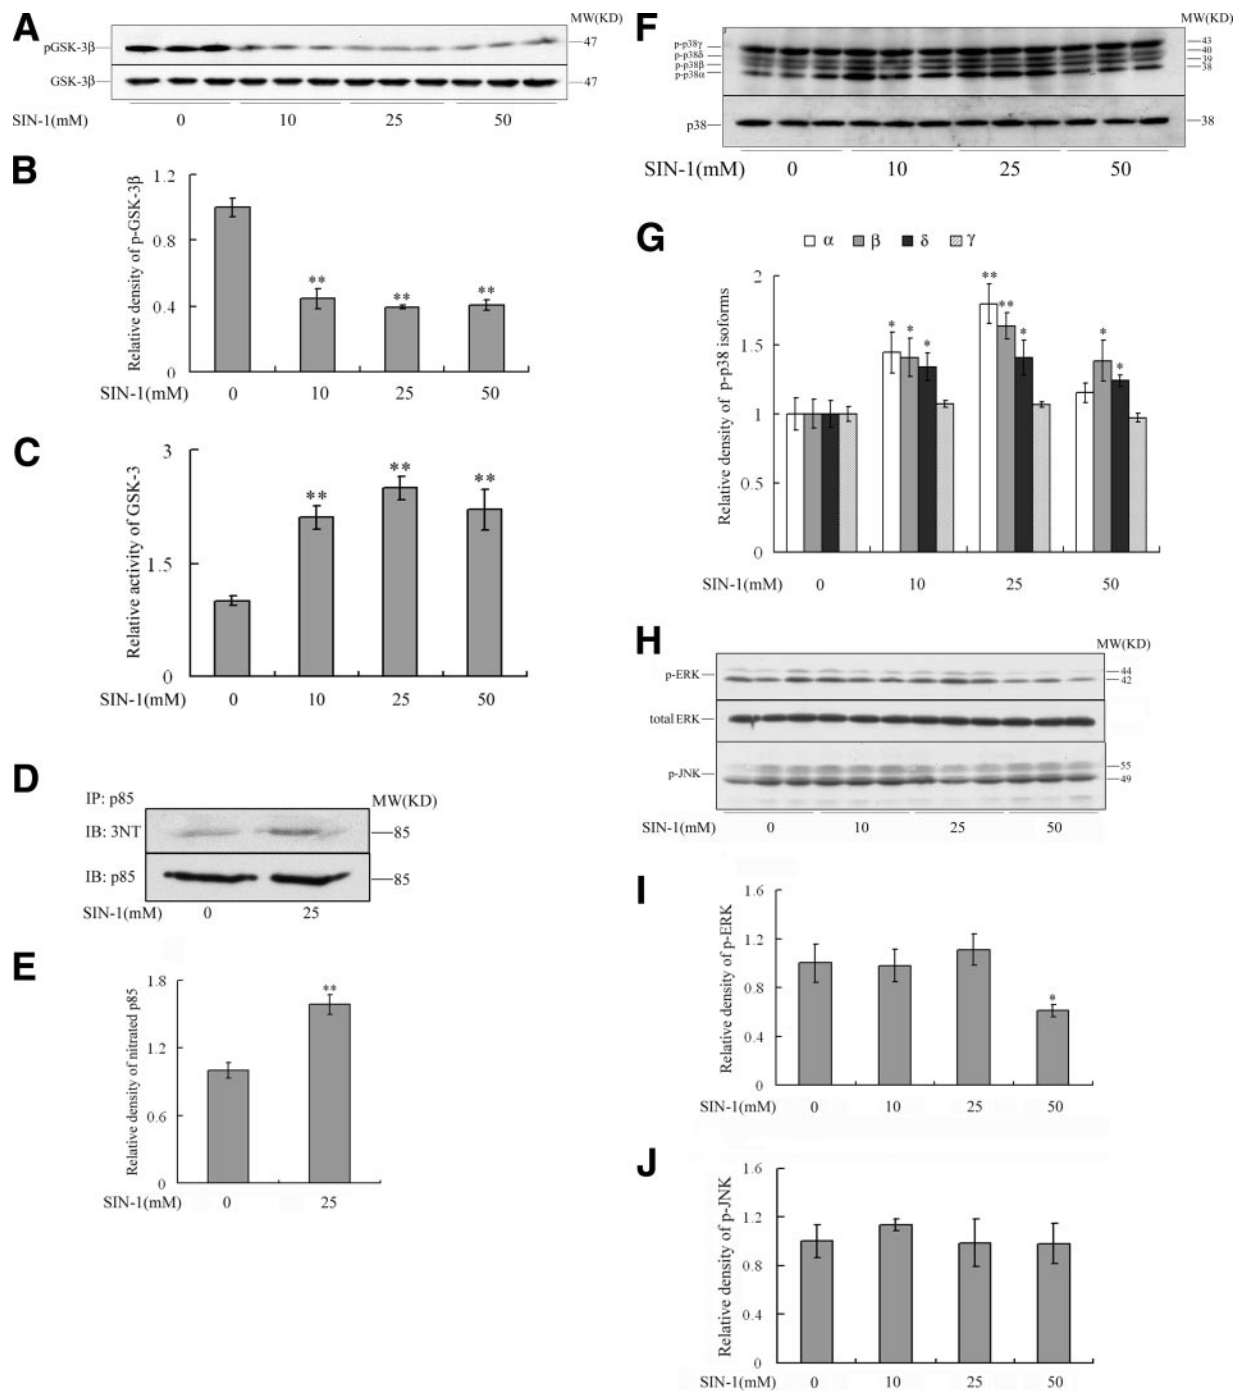 A
MW(KD)
pGSK-3β
47
GSK-3β
47
SIN-1(mM)
0
10
25
50
B
Relative density of p-GSK-3β
1.2
0.8
0.4
0
**
**
**
SIN-1(mM)
0
10
25
50
C
Relative activity of GSK-3
3
1.5
0
**
**
**
SIN-1(mM)
0
10
25
50
D
IP: p85
MW(KD)
IB: 3NT
85
IB: p85
85
SIN-1(mM)
0
25
E
Relative density of nitrated p85
1.8
1.2
0.6
0
**
SIN-1(mM)
0
25
F
MW(KD)
p-p38γ
p-p38δ
p-p38β
p-p38α
43
40
39
38
p38
38
SIN-1(mM)
0
10
25
50
G
α
β
δ
γ
Relative density of p-p38 isoforms
2
1.5
1
0.5
0
*
*
*
**
**
*
*
*
SIN-1(mM)
0
10
25
50
H
MW(KD)
p-ERK
44
42
total ERK
p-JNK
55
49
SIN-1(mM)
0
10
25
50
I
Relative density of p-ERK
1.6
1.2
0.8
0.4
0
*
SIN-1(mM)
0
10
25
50
J
Relative density of p-JNK
1.6
1.2
0.8
0.4
0
SIN-1(mM)
0
10
25
50